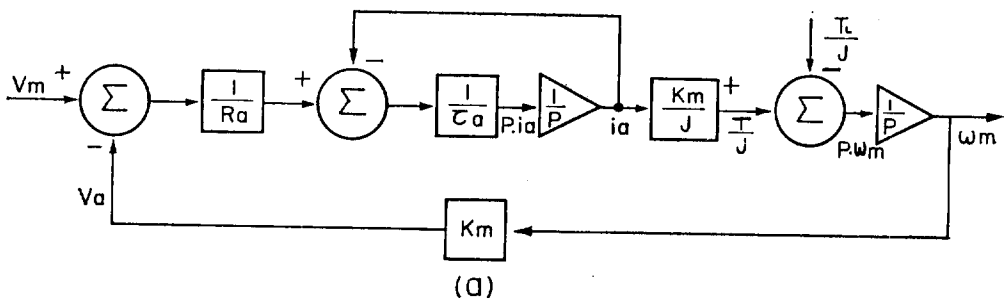 Vm
+
Σ
−
1
Ra
+
Σ
−
1
τa
P·ia
1
P
ia
Km
J
+
T
J
TL
J
−
Σ
P·ωm
1
P
ωm
Va
Km
(a)